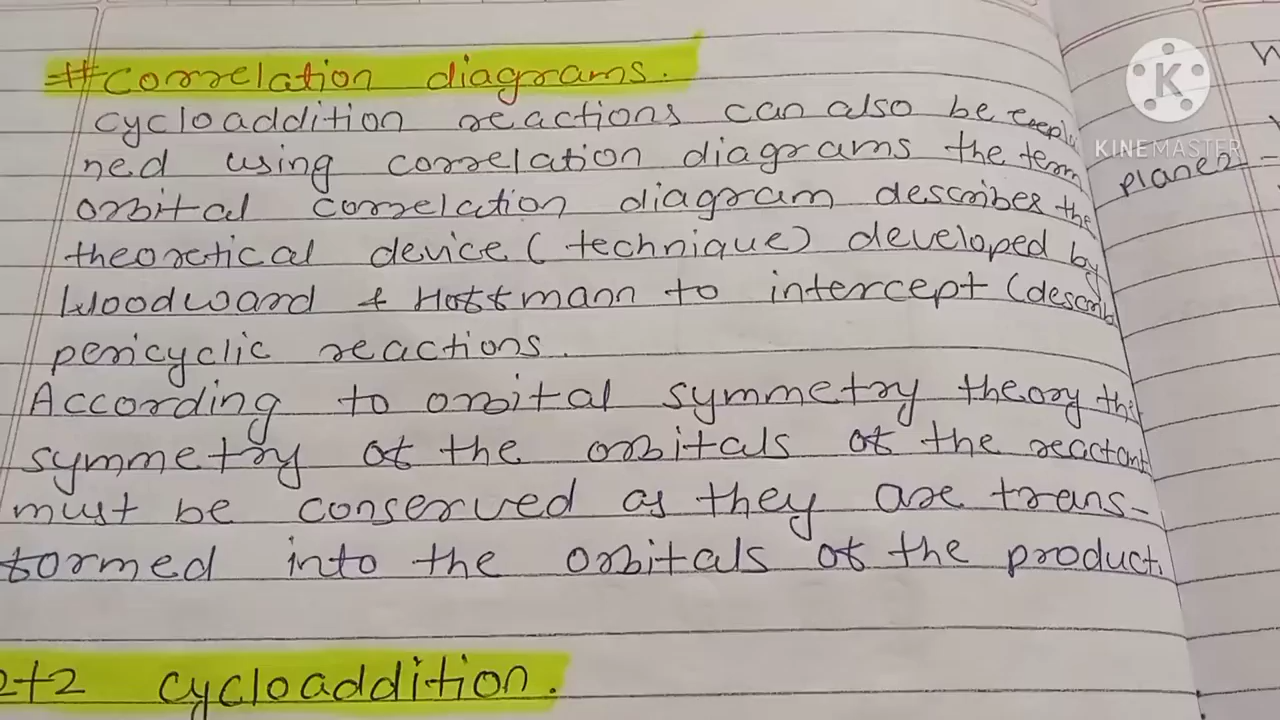 # Correlation diagrams.
cycloaddition reactions can also be expla
ned using correlation diagrams the term
orbital correlation diagram describes the
theoretical device (technique) developed by
Woodward & Hoffmann to intercept (describ
pericyclic reactions.
According to orbital symmetry theory the
symmetry of the orbitals of the reactant
must be conserved as they are trans-
formed into the orbitals of the product.
2+2 cycloaddition.
KINEMASTER
planes